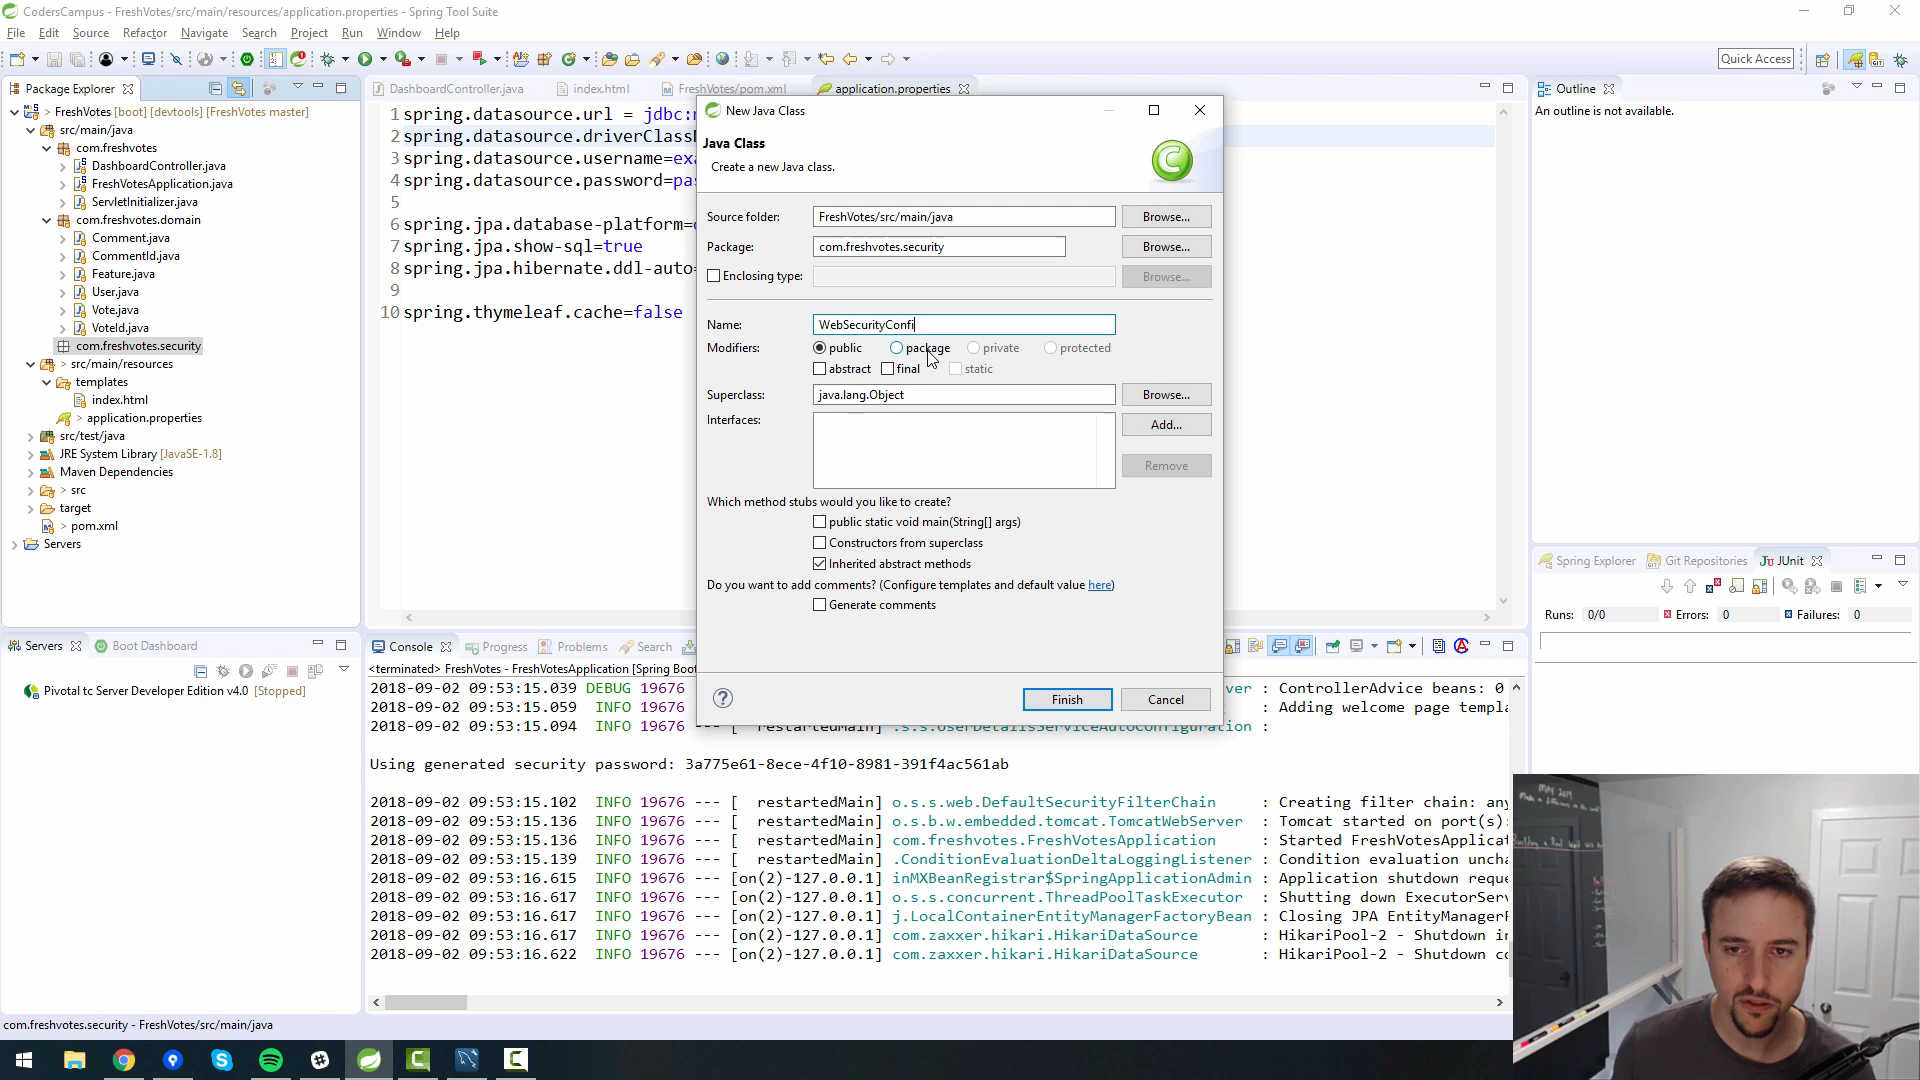 CodersCampus - FreshVotes/src/main/resources/application.properties - Spring Tool Suite
File Edit Source Refactor Navigate Search Project Run Window Help
Quick Access
Package Explorer
FreshVotes [boot] [devtools] [FreshVotes master]
src/main/java
com.freshvotes
DashboardController.java
FreshVotesApplication.java
ServletInitializer.java
com.freshvotes.domain
Comment.java
CommentId.java
Feature.java
User.java
Vote.java
VoteId.java
com.freshvotes.security
> src/main/resources
templates
index.html
> application.properties
src/test/java
JRE System Library [JavaSE-1.8]
Maven Dependencies
> src
target
> pom.xml
Servers
DashboardController.java
index.html
FreshVotes/pom.xml
application.properties
1 spring.datasource.url = jdbc:
2 spring.datasource.driverClass
3 spring.datasource.username=exa
4 spring.datasource.password=pa
5
6 spring.jpa.database-platform=
7 spring.jpa.show-sql=true
8 spring.jpa.hibernate.ddl-auto=
9
10 spring.thymeleaf.cache=false
New Java Class
Java Class
Create a new Java class.
Source folder: FreshVotes/src/main/java Browse...
Package: com.freshvotes.security Browse...
Enclosing type: Browse...
Name: WebSecurityConfi
Modifiers: public package private protected
abstract final static
Superclass: java.lang.Object Browse...
Interfaces: Add...
Remove
Which method stubs would you like to create?
public static void main(String[] args)
Constructors from superclass
Inherited abstract methods
Do you want to add comments? (Configure templates and default value here)
Generate comments
Finish Cancel
Outline
An outline is not available.
Spring Explorer Git Repositories JUnit
Runs: 0/0 Errors: 0 Failures: 0
Servers Boot Dashboard
Pivotal tc Server Developer Edition v4.0 [Stopped]
Console Progress Problems Search
<terminated> FreshVotes - FreshVotesApplication [Spring Boot
2018-09-02 09:53:15.039 DEBUG 19676 ver : ControllerAdvice beans: 0
2018-09-02 09:53:15.059 INFO 19676 : Adding welcome page templa
2018-09-02 09:53:15.094 INFO 19676 --- [ restartedMain] .s.s.UserDetailsServiceAutoConfiguration :
Using generated security password: 3a775e61-8ece-4f10-8981-391f4ac561ab
2018-09-02 09:53:15.102 INFO 19676 --- [ restartedMain] o.s.s.web.DefaultSecurityFilterChain : Creating filter chain: any
2018-09-02 09:53:15.136 INFO 19676 --- [ restartedMain] o.s.b.w.embedded.tomcat.TomcatWebServer : Tomcat started on port(s):
2018-09-02 09:53:15.136 INFO 19676 --- [ restartedMain] com.freshvotes.FreshVotesApplication : Started FreshVotesApplicat
2018-09-02 09:53:15.139 INFO 19676 --- [ restartedMain] .ConditionEvaluationDeltaLoggingListener : Condition evaluation uncha
2018-09-02 09:53:16.615 INFO 19676 --- [on(2)-127.0.0.1] inMXBeanRegistrar$SpringApplicationAdmin : Application shutdown reque
2018-09-02 09:53:16.617 INFO 19676 --- [on(2)-127.0.0.1] o.s.s.concurrent.ThreadPoolTaskExecutor : Shutting down ExecutorServ
2018-09-02 09:53:16.617 INFO 19676 --- [on(2)-127.0.0.1] j.LocalContainerEntityManagerFactoryBean : Closing JPA EntityManagerF
2018-09-02 09:53:16.617 INFO 19676 --- [on(2)-127.0.0.1] com.zaxxer.hikari.HikariDataSource : HikariPool-2 - Shutdown in
2018-09-02 09:53:16.622 INFO 19676 --- [on(2)-127.0.0.1] com.zaxxer.hikari.HikariDataSource : HikariPool-2 - Shutdown co
com.freshvotes.security - FreshVotes/src/main/java